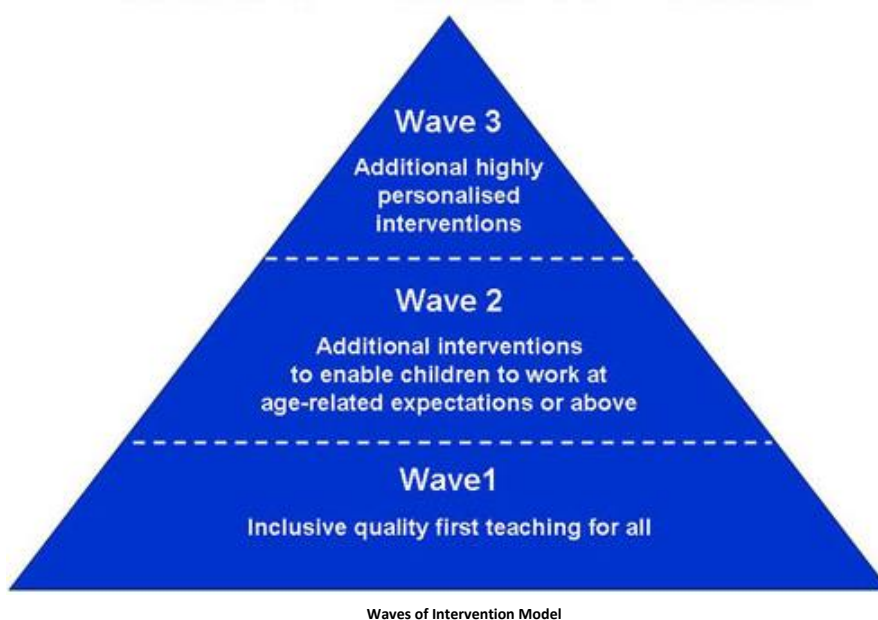 Wave 3
Additional highly
personalised
interventions
Wave 2
Additional interventions
to enable children to work at
age-related expectations or above
Wave1
Inclusive quality first teaching for all
Waves of Intervention Model